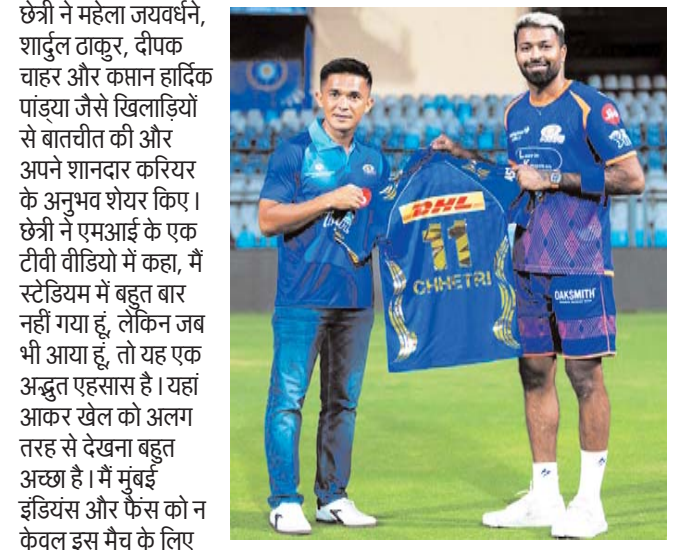 छेत्री ने महेला जयवर्धने,
शार्दुल ठाकुर, दीपक
चाहर और कप्तान हार्दिक
पांड्या जैसे खिलाड़ियों
से बातचीत की और
अपने शानदार करियर
के अनुभव शेयर किए।
छेत्री ने एमआई के एक
टीवी वीडियो में कहा, मैं
स्टेडियम में बहुत बार
नहीं गया हूं, लेकिन जब
भी आया हूं, तो यह एक
अद्भुत एहसास है। यहां
आकर खेल को अलग
तरह से देखना बहुत
अच्छा है। मैं मुंबई
इंडियंस और फैंस को न
केवल इस मैच के लिए
DHL
11
CHHETRI
OAKSMITH